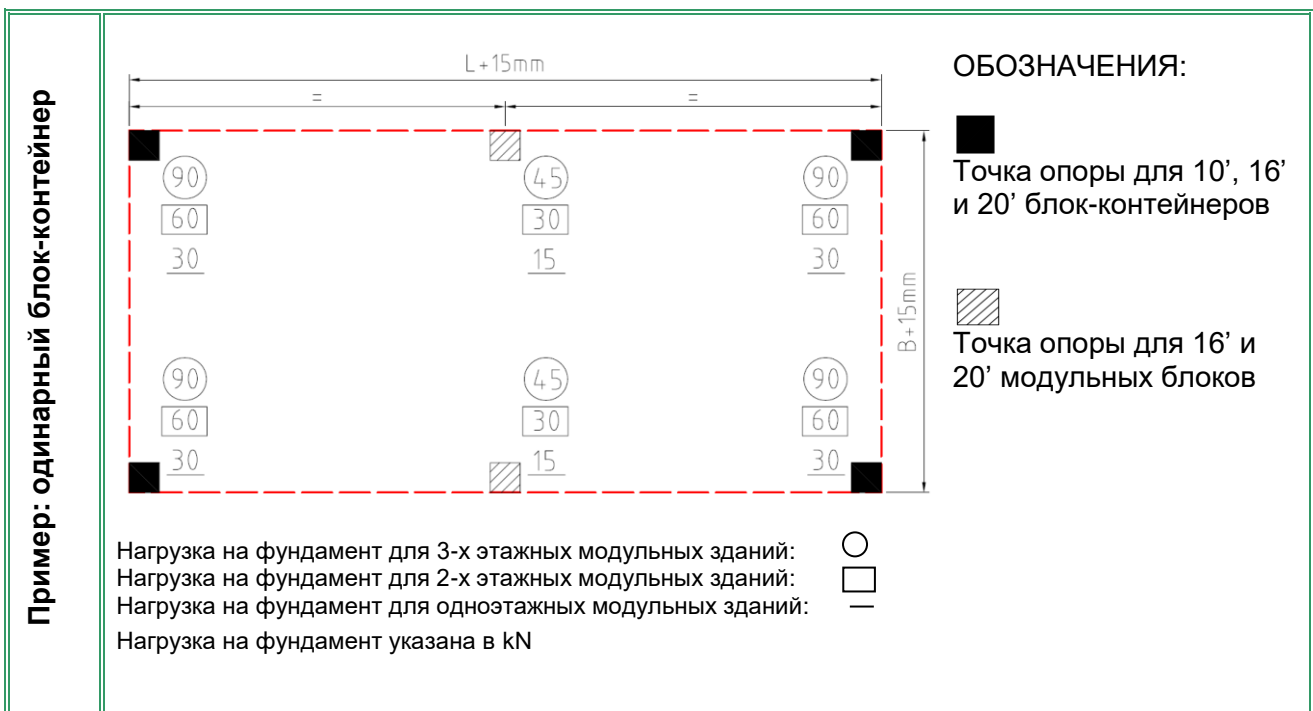 Пример: одинарный блок-контейнер
L+15mm
= =
90 45 90
60 30 60
30 15 30
B+15mm
90 45 90
60 30 60
30 15 30
ОБОЗНАЧЕНИЯ:
Точка опоры для 10’, 16’
и 20’ блок-контейнеров
Точка опоры для 16’ и
20’ модульных блоков
Нагрузка на фундамент для 3-х этажных модульных зданий:
Нагрузка на фундамент для 2-х этажных модульных зданий:
Нагрузка на фундамент для одноэтажных модульных зданий:
Нагрузка на фундамент указана в kN